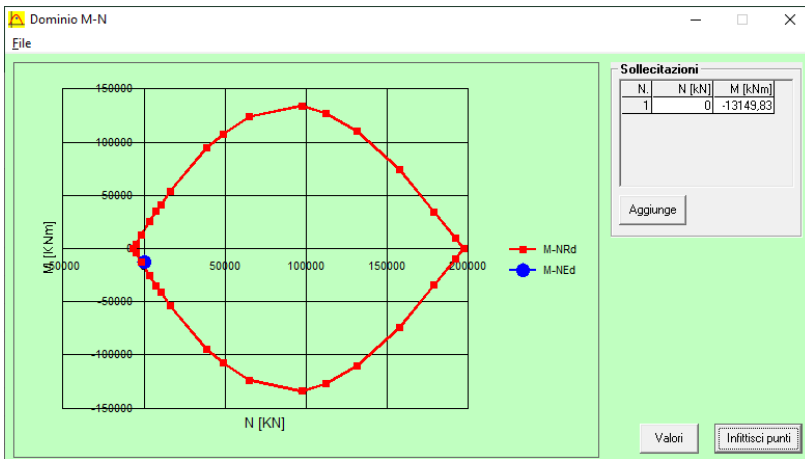 Dominio M-N
File
150000
100000
50000
0
-50000
-100000
-150000
M [KNm]
-50000
50000
100000
150000
200000
N [KN]
M-NRd
M-NEd
Sollecitazioni
N. N [kN] M [kNm]
1 0 -13149,83
Aggiunge
Valori
Infittisci punti